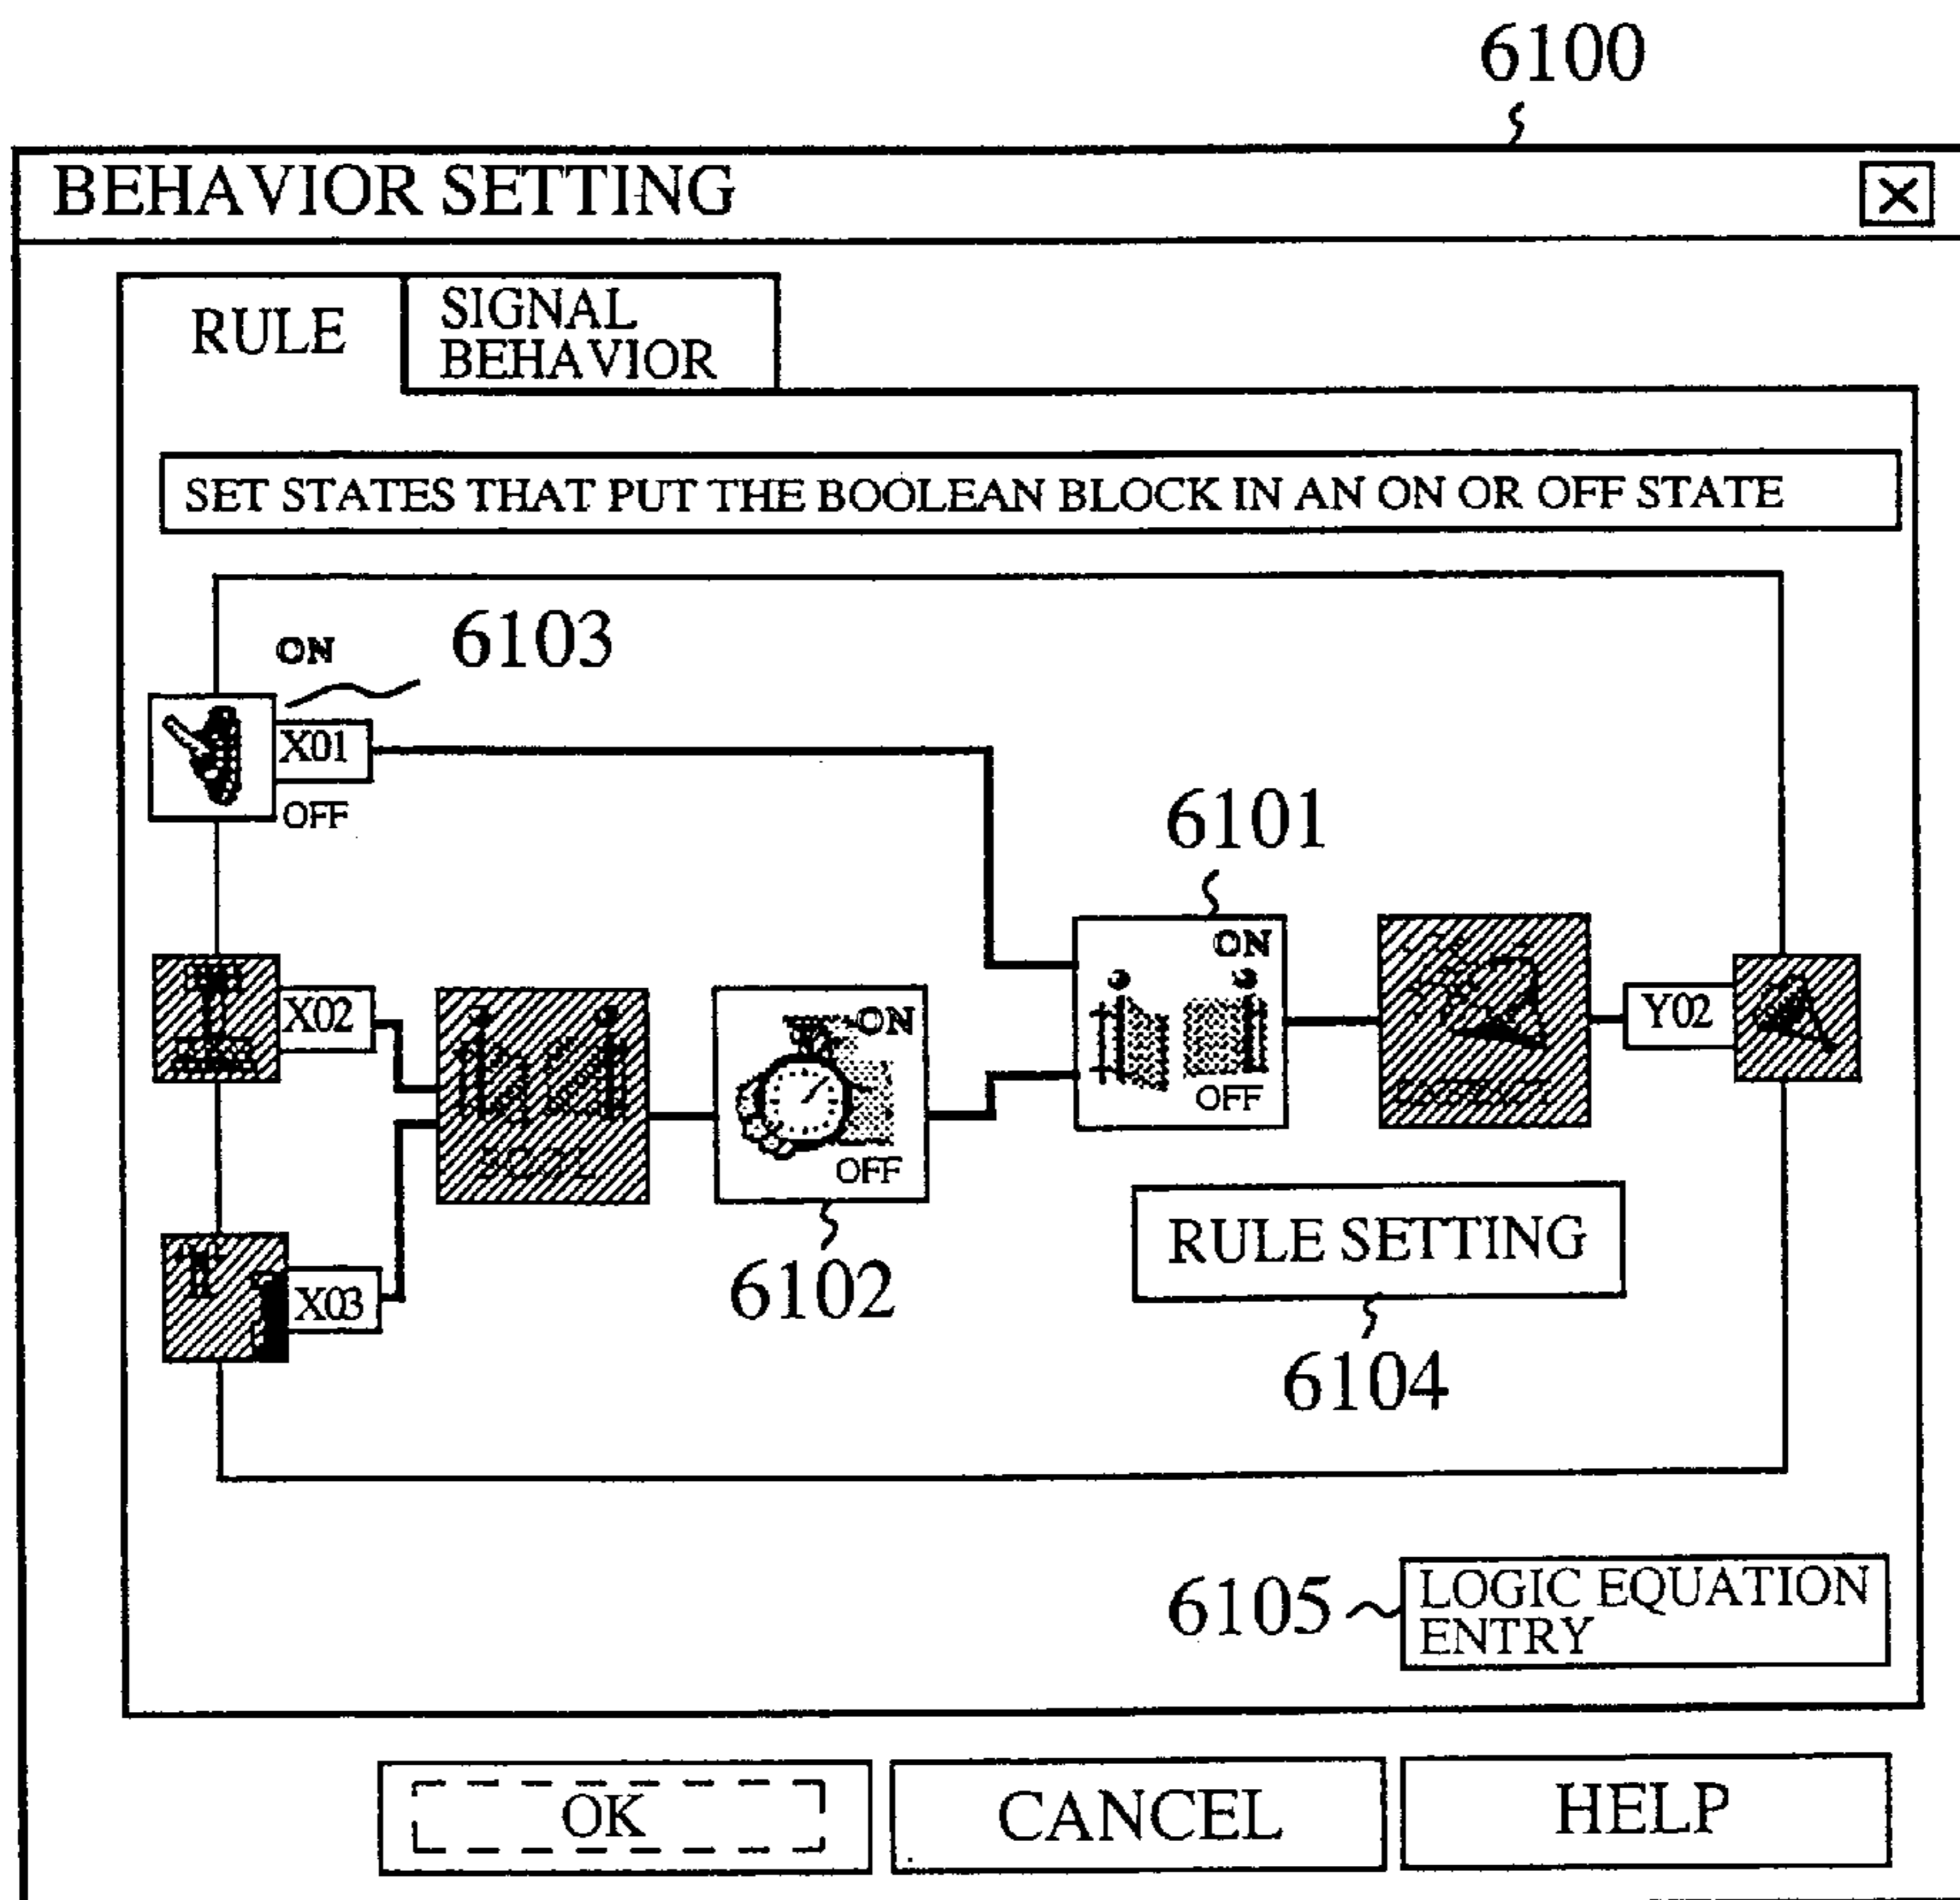 6100
BEHAVIOR SETTING
RULE
SIGNAL
BEHAVIOR
SET STATES THAT PUT THE BOOLEAN BLOCK IN AN ON OR OFF STATE
ON
6103
X01
OFF
6101
ON
X02
ON
Y02
OFF
OFF
RULE SETTING
X03
6102
6104
6105
LOGIC EQUATION
ENTRY
OK
CANCEL
HELP